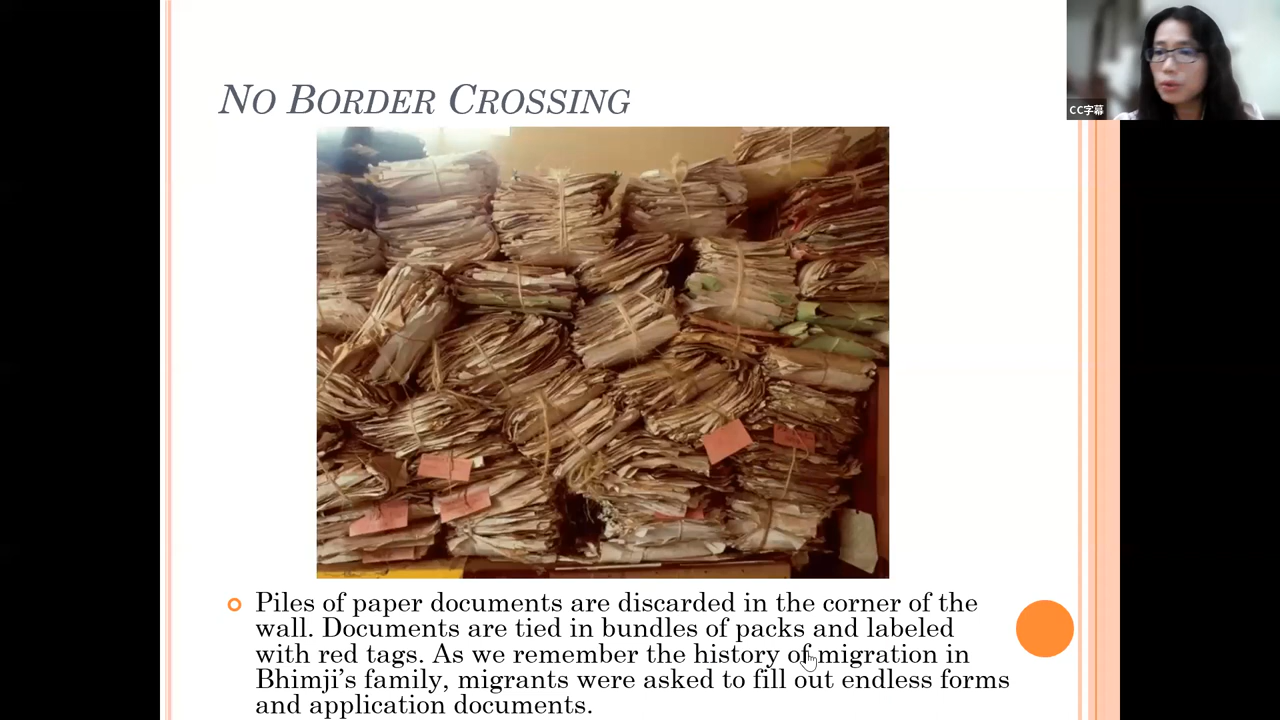 NO BORDER CROSSING
CC字幕
Piles of paper documents are discarded in the corner of the
wall. Documents are tied in bundles of packs and labeled
with red tags. As we remember the history of migration in
Bhimji’s family, migrants were asked to fill out endless forms
and application documents.